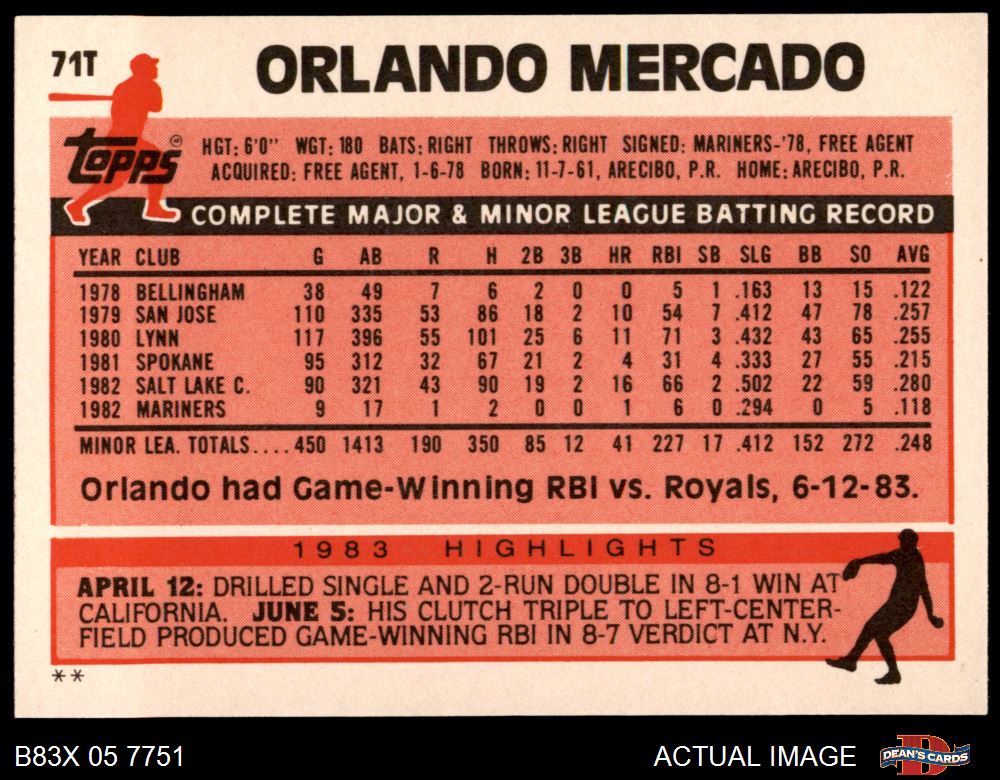 71T
ORLANDO MERCADO
Topps
HGT: 6'0" WGT: 180 BATS: RIGHT THROWS: RIGHT SIGNED: MARINERS-'78, FREE AGENT
ACQUIRED: FREE AGENT, 1-6-78 BORN: 11-7-61, ARECIBO, P.R. HOME: ARECIBO, P.R.
COMPLETE MAJOR & MINOR LEAGUE BATTING RECORD
YEAR CLUB G AB R H 2B 3B HR RBI SB SLG BB SO AVG
1978 BELLINGHAM 38 49 7 6 2 0 0 5 1 .163 13 15 .122
1979 SAN JOSE 110 335 53 86 18 2 10 54 7 .412 47 78 .257
1980 LYNN 117 396 55 101 25 6 11 71 3 .432 43 65 .255
1981 SPOKANE 95 312 32 67 21 2 4 31 4 .333 27 55 .215
1982 SALT LAKE C. 90 321 43 90 19 2 16 66 2 .502 22 59 .280
1982 MARINERS 9 17 1 2 0 0 1 6 0 .294 0 5 .118
MINOR LEA. TOTALS.... 450 1413 190 350 85 12 41 227 17 .412 152 272 .248
Orlando had Game-Winning RBI vs. Royals, 6-12-83.
1983 HIGHLIGHTS
APRIL 12: DRILLED SINGLE AND 2-RUN DOUBLE IN 8-1 WIN AT
CALIFORNIA. JUNE 5: HIS CLUTCH TRIPLE TO LEFT-CENTER-
FIELD PRODUCED GAME-WINNING RBI IN 8-7 VERDICT AT N.Y.
**
B83X 05 7751 ACTUAL IMAGE DEAN'S CARDS